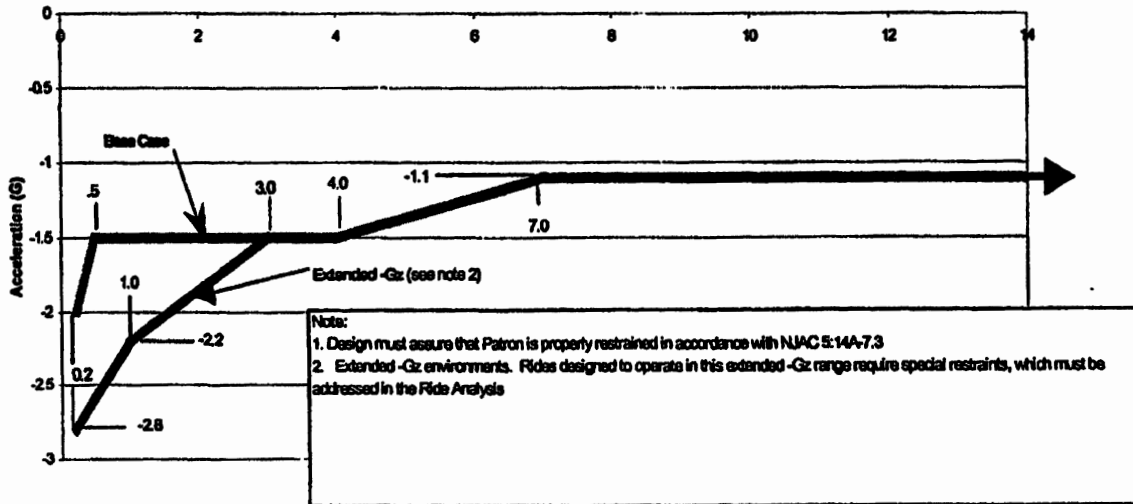 0
0 2 4 6 8 10 12 14
-0.5
Base Case
-1
.5 3.0 4.0 -1.1
7.0
-1.5
Acceleration (G)
Extended -Gz (see note 2)
1.0
-2
-2.2
0.2
-2.5
-2.8
-3
Note:
1. Design must assure that Patron is properly restrained in accordance with NJAC 5:14A-7.3
2. Extended -Gz environments. Rides designed to operate in this extended -Gz range require special restraints, which must be
addressed in the Ride Analysis